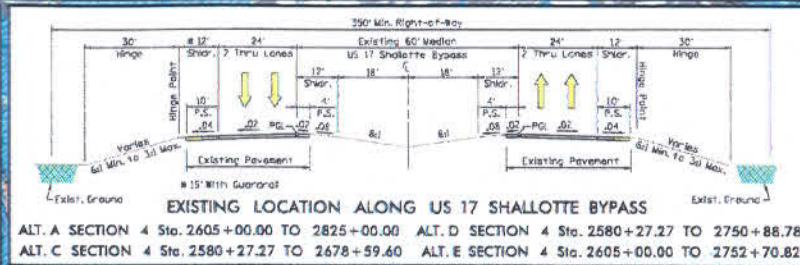 350' Min. Right-of-Way
30' * 12' 24' Existing 60' Median 24' 12' 30'
Hinge Shldr. 2 Thru Lanes US 17 Shallotte Bypass 2 Thru Lanes Shldr. Hinge
Hinge Point 12' 18' ℄ 18' 12' Hinge Point
Shldr. Shldr.
10' 4' 4' 10'
P.S. P.S. P.S. P.S.
.04 .02 PGL .02 .08 6:1 6:1 .08 .02 PGL .02 .04
Varies Varies
6:1 Min. to 3:1 Max. 6:1 Min. to 3:1 Max.
Existing Pavement Existing Pavement
* 15' With Guardrail
Exist. Ground Exist. Ground
EXISTING LOCATION ALONG US 17 SHALLOTTE BYPASS
ALT. A SECTION 4 Sta. 2605+00.00 TO 2825+00.00 ALT. D SECTION 4 Sta. 2580+27.27 TO 2750+88.78
ALT. C SECTION 4 Sta. 2580+27.27 TO 2678+59.60 ALT. E SECTION 4 Sta. 2605+00.00 TO 2752+70.82